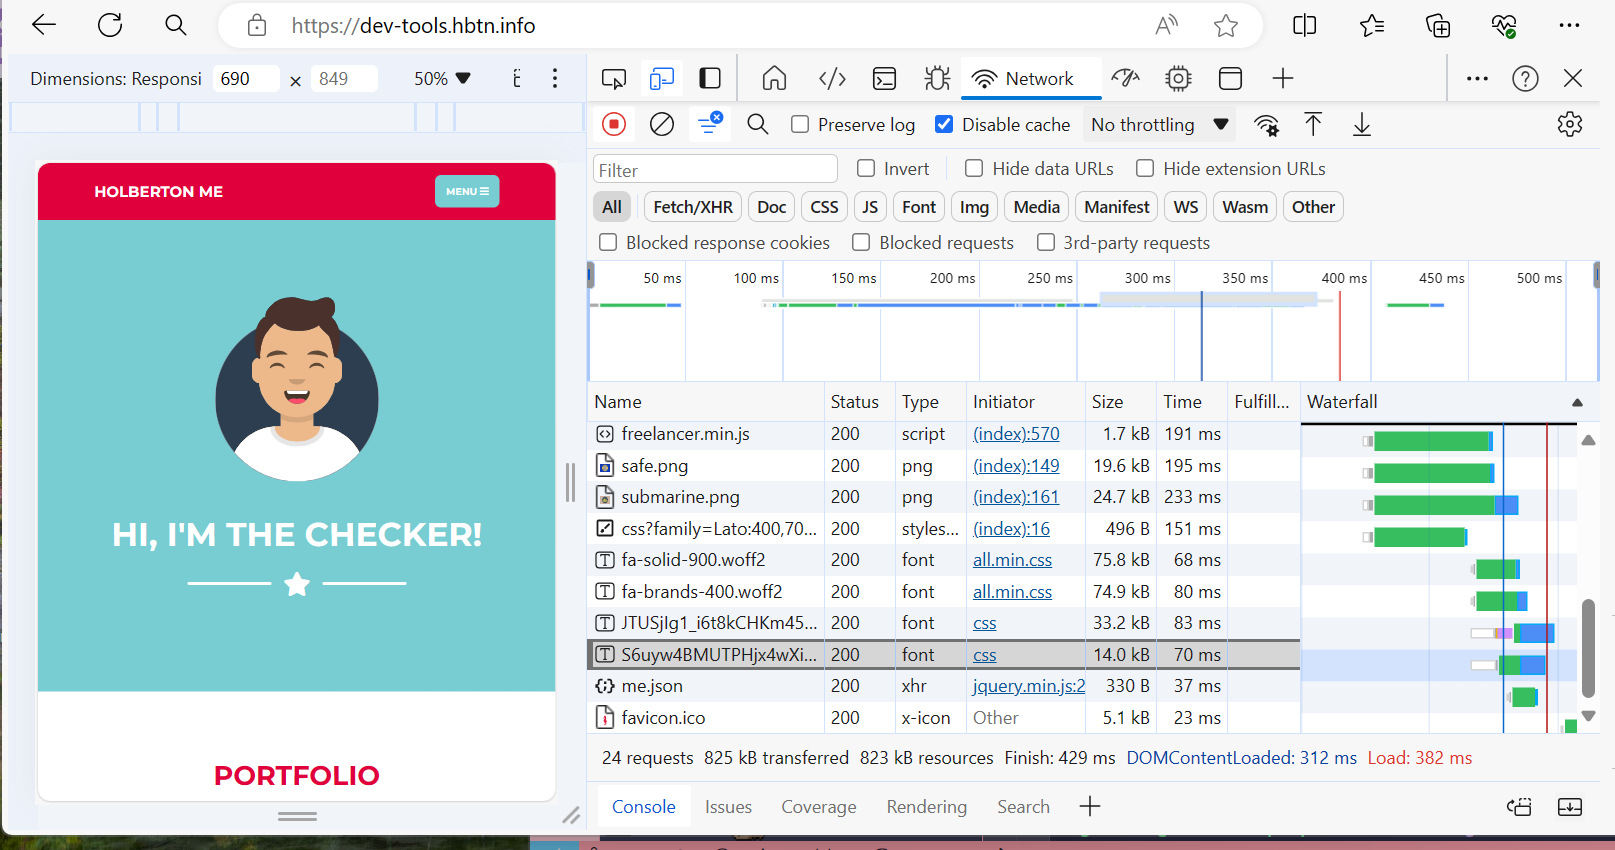 https://dev-tools.hbtn.info
Dimensions: Responsi 690 × 849 50%
Network
Preserve log Disable cache No throttling
Filter Invert Hide data URLs Hide extension URLs
All Fetch/XHR Doc CSS JS Font Img Media Manifest WS Wasm Other
Blocked response cookies Blocked requests 3rd-party requests
50 ms 100 ms 150 ms 200 ms 250 ms 300 ms 350 ms 400 ms 450 ms 500 ms
HOLBERTON ME MENU
HI, I'M THE CHECKER!
PORTFOLIO
Name Status Type Initiator Size Time Fulfill... Waterfall
freelancer.min.js 200 script (index):570 1.7 kB 191 ms
safe.png 200 png (index):149 19.6 kB 195 ms
submarine.png 200 png (index):161 24.7 kB 233 ms
css?family=Lato:400,70... 200 styles... (index):16 496 B 151 ms
fa-solid-900.woff2 200 font all.min.css 75.8 kB 68 ms
fa-brands-400.woff2 200 font all.min.css 74.9 kB 80 ms
JTUSjIg1_i6t8kCHKm45... 200 font css 33.2 kB 83 ms
S6uyw4BMUTPHjx4wXi... 200 font css 14.0 kB 70 ms
me.json 200 xhr jquery.min.js:2 330 B 37 ms
favicon.ico 200 x-icon Other 5.1 kB 23 ms
24 requests 825 kB transferred 823 kB resources Finish: 429 ms DOMContentLoaded: 312 ms Load: 382 ms
Console Issues Coverage Rendering Search